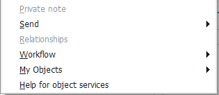 Private note
Send
Relationships
Workflow
My Objects
Help for object services